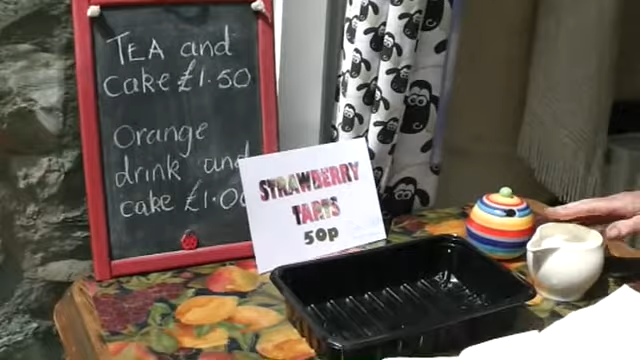 TEA and
cake £1.50
Orange
drink and
cake £1.00
STRAWBERRY
TARTS
50p